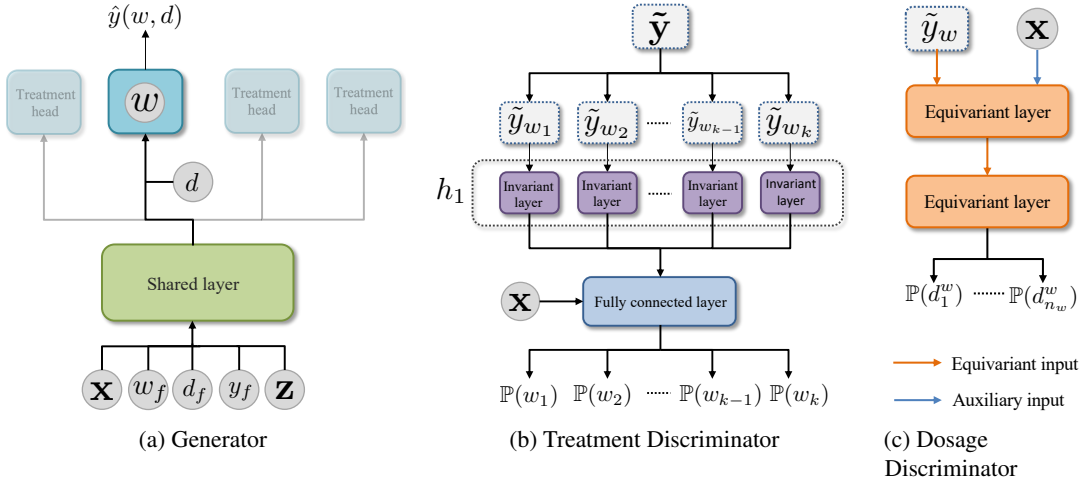 ŷ(w, d)
Treatment head
w
Treatment head
Treatment head
d
Shared layer
x w_f d_f y_f z
(a) Generator
ỹ
ỹ_{w_1} ỹ_{w_2} ỹ_{w_{k−1}} ỹ_{w_k}
h_1
Invariant layer
Invariant layer
Invariant layer
Invariant layer
x
Fully connected layer
ℙ(w_1) ℙ(w_2) ℙ(w_{k−1}) ℙ(w_k)
(b) Treatment Discriminator
ỹ_w x
Equivariant layer
Equivariant layer
ℙ(d_1^w) ℙ(d_{n_w}^w)
Equivariant input
Auxiliary input
(c) Dosage
Discriminator